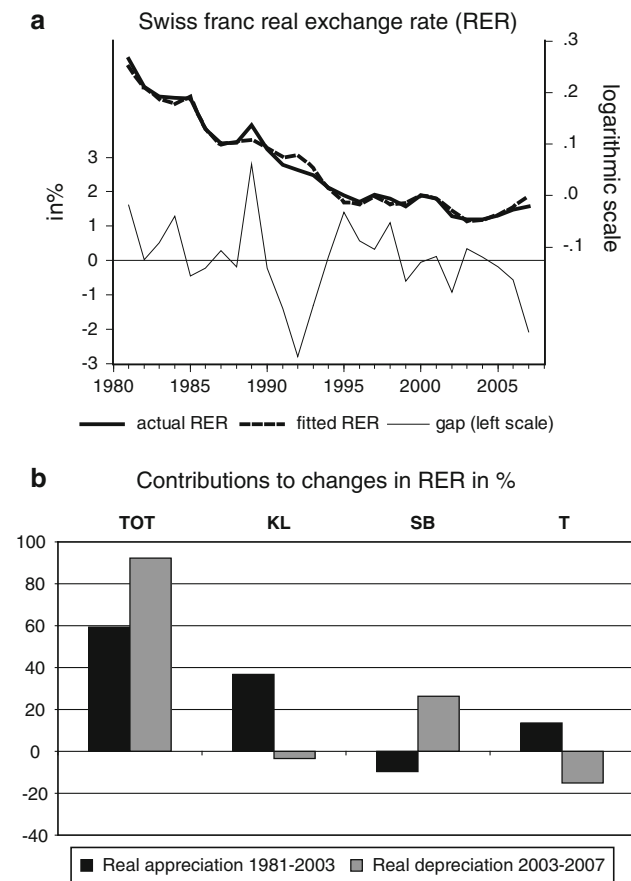 a Swiss franc real exchange rate (RER)
.3
.2
.1
.0
-.1
logarithmic scale
3
2
1
0
-1
-2
-3
in%
1980 1985 1990 1995 2000 2005
actual RER fitted RER gap (left scale)
b Contributions to changes in RER in %
TOT KL SB T
100
80
60
40
20
0
-20
-40
Real appreciation 1981-2003 Real depreciation 2003-2007